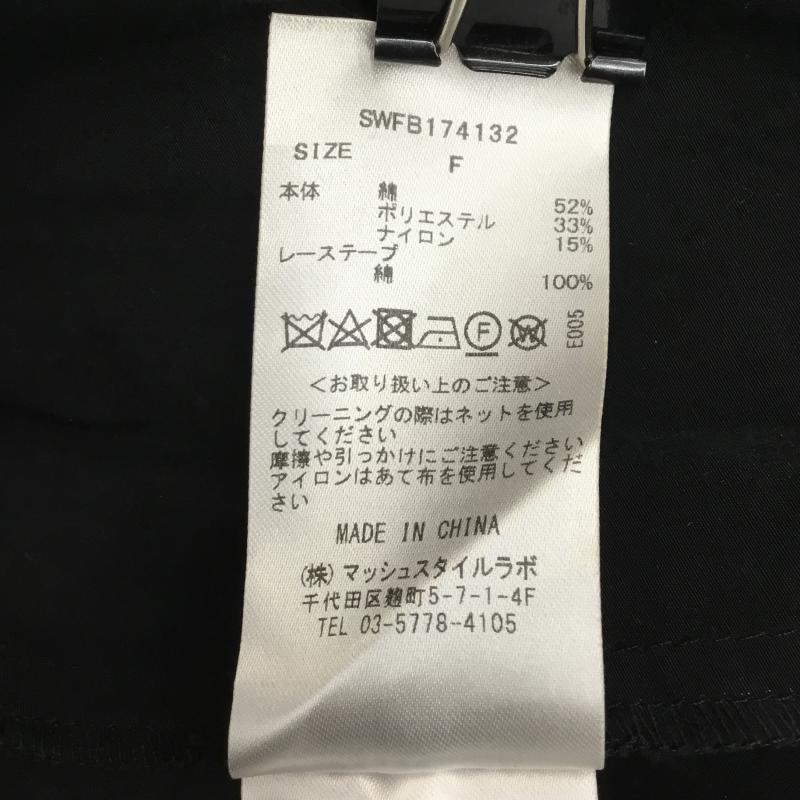 SWFB174132
SIZE F
本体 綿 52%
ポリエステル 33%
ナイロン 15%
レーステープ
綿 100%
F W E005
＜お取り扱い上のご注意＞
クリーニングの際はネットを使用
してください
摩擦や引っかけにご注意ください
アイロンはあて布を使用してくだ
さい
MADE IN CHINA
(株)マッシュスタイルラボ
千代田区麹町5-7-1-4F
TEL 03-5778-4105